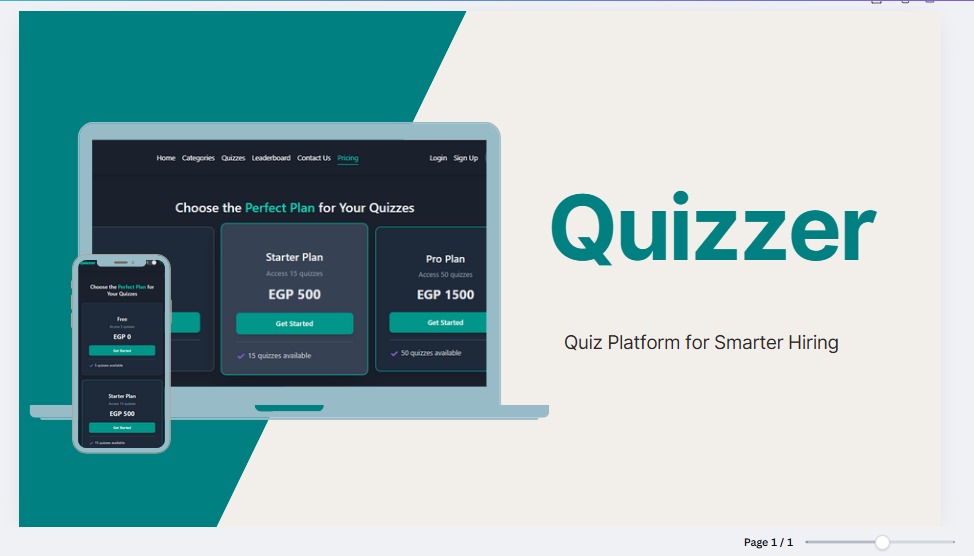 Home Categories Quizzes Leaderboard Contact Us Pricing Login Sign Up
Choose the Perfect Plan for Your Quizzes
Starter Plan
Access 15 quizzes
EGP 500
Get Started
15 quizzes available
Pro Plan
Access 50 quizzes
EGP 1500
Get Started
50 quizzes available
Choose the Perfect Plan for
Your Quizzes
Free
Access 5 quizzes
EGP 0
Get Started
5 quizzes available
Starter Plan
Access 15 quizzes
EGP 500
Get Started
15 quizzes available
Quizzer
Quiz Platform for Smarter Hiring
Page 1 / 1